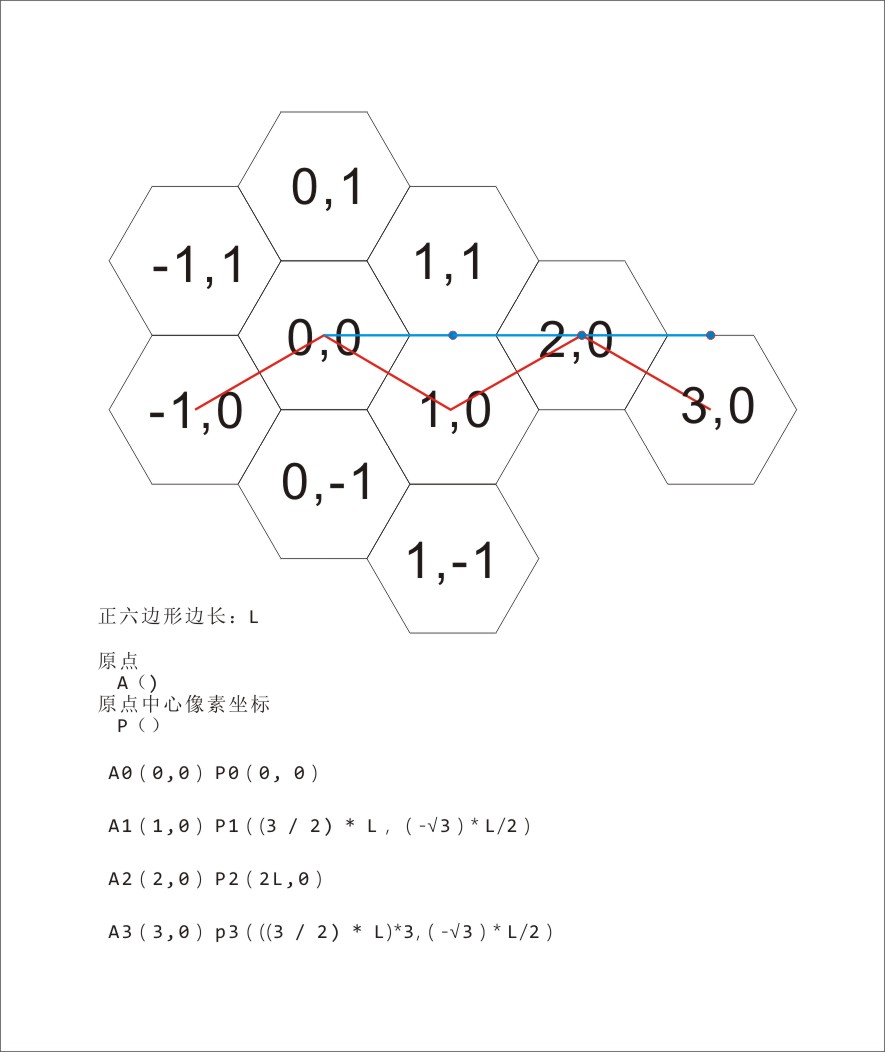 0,1
-1,1
1,1
0,0
2,0
-1,0
1,0
3,0
0,-1
1,-1
正六边形边长：L
原点
A（)
原点中心像素坐标
P（）
A0(0,0) P0(0, 0)
A1(1,0) P1((3 / 2) * L , (-√3)*L/2)
A2(2,0) P2(2L,0)
A3(3,0) p3(((3 / 2) * L)*3,(-√3)*L/2)